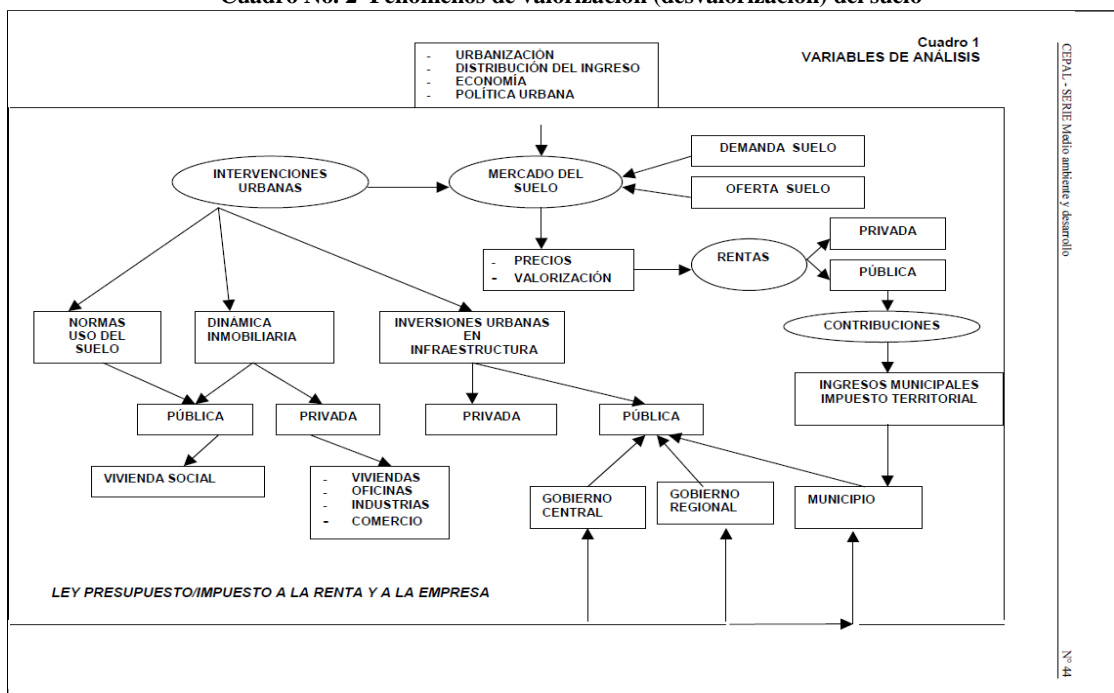 Cuadro No. 2 Fenómenos de valorización (desvalorización) del suelo
Cuadro 1
VARIABLES DE ANÁLISIS
- URBANIZACIÓN
- DISTRIBUCIÓN DEL INGRESO
- ECONOMÍA
- POLÍTICA URBANA
CEPAL - SERIE Medio ambiente y desarrollo
INTERVENCIONES
URBANAS
MERCADO DEL
SUELO
DEMANDA SUELO
OFERTA SUELO
- PRECIOS
- VALORIZACIÓN
RENTAS
PRIVADA
PÚBLICA
NORMAS
USO DEL
SUELO
DINÁMICA
INMOBILIARIA
INVERSIONES URBANAS
EN
INFRAESTRUCTURA
CONTRIBUCIONES
INGRESOS MUNICIPALES
IMPUESTO TERRITORIAL
PÚBLICA
PRIVADA
PRIVADA
PÚBLICA
VIVIENDA SOCIAL
- VIVIENDAS
- OFICINAS
- INDUSTRIAS
- COMERCIO
GOBIERNO
CENTRAL
GOBIERNO
REGIONAL
MUNICIPIO
LEY PRESUPUESTO/IMPUESTO A LA RENTA Y A LA EMPRESA
Nº 44